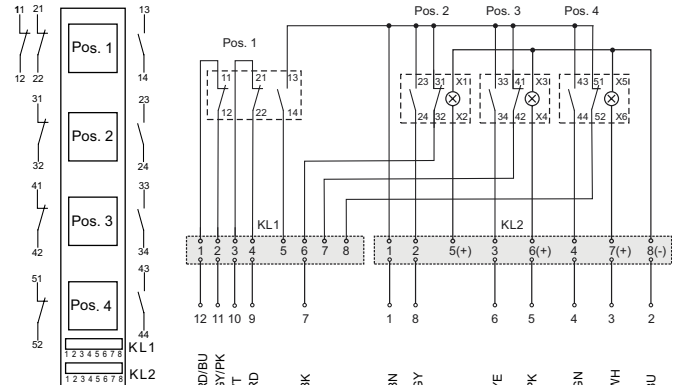 11 21 13
Pos. 1
12 22 14
31 23
Pos. 2
32 24
41 33
Pos. 3
42 34
51 43
Pos. 4
52 44
1 2 3 4 5 6 7 8 KL1
1 2 3 4 5 6 7 8 KL2
Pos. 1 Pos. 2 Pos. 3 Pos. 4
11 21 13 23 31 X1 33 41 X3 43 51 X5
12 22 14 24 32 X2 34 42 X4 44 52 X6
KL1 KL2
1 2 3 4 5 6 7 8 1 2 5(+) 3 6(+) 4 7(+) 8(-)
12 11 10 9 7 1 8 6 5 4 3 2
RD/BU
GY/PK
RD
BK
BN
GY
YE
PK
GN
WH
BU